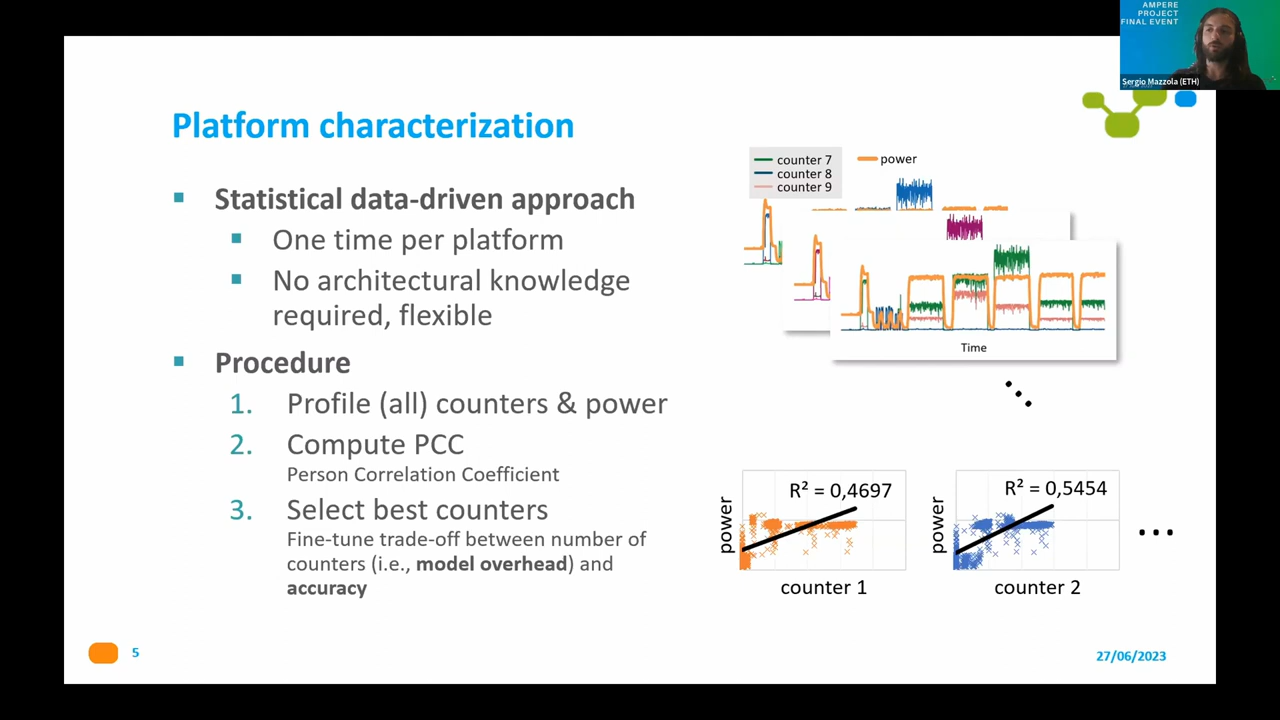 AMPERE
PROJECT
FINAL EVENT
Sergio Mazzola (ETH)
Platform characterization
Statistical data-driven approach
One time per platform
No architectural knowledge
required, flexible
Procedure
1. Profile (all) counters & power
2. Compute PCC
Person Correlation Coefficient
3. Select best counters
Fine-tune trade-off between number of
counters (i.e., model overhead) and
accuracy
counter 7
counter 8
counter 9
power
Time
R² = 0,4697
power
counter 1
R² = 0,5454
power
counter 2
5
27/06/2023